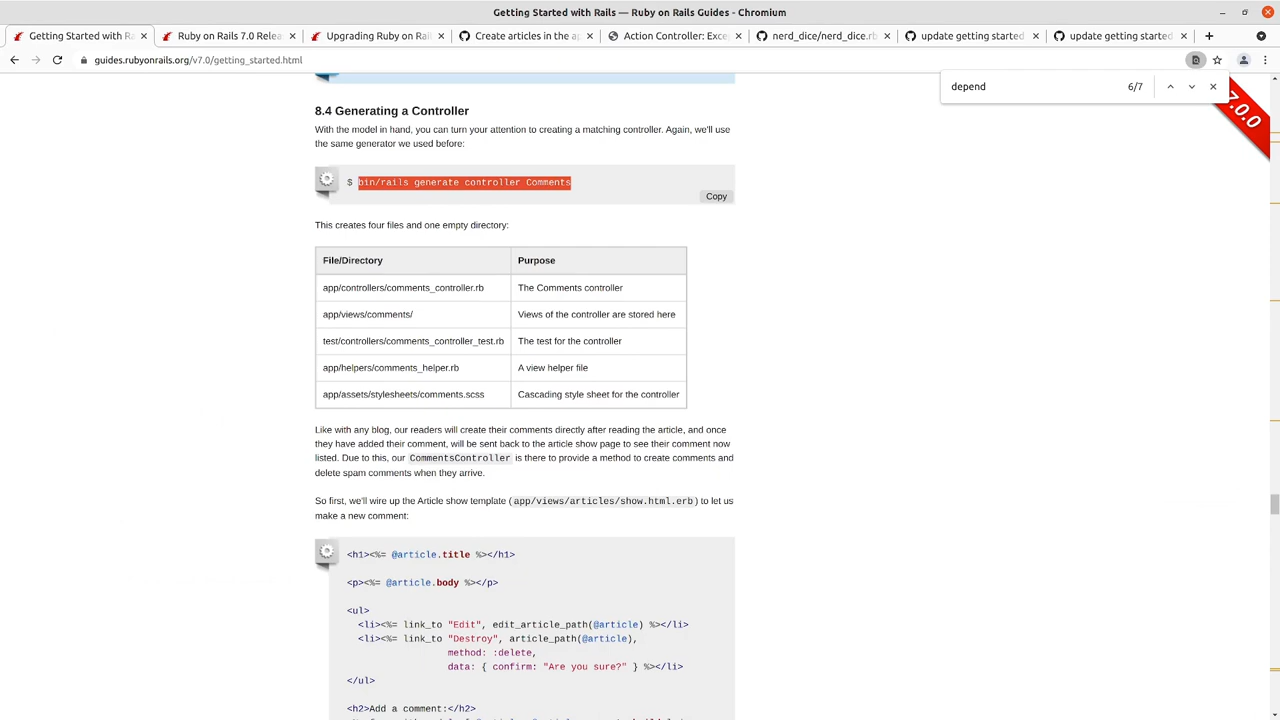 Getting Started with Rails — Ruby on Rails Guides - Chromium
Getting Started with Ra
Ruby on Rails 7.0 Relea
Upgrading Ruby on Rail
Create articles in the ap
Action Controller: Exce
nerd_dice/nerd_dice.rb
update getting started
update getting started
guides.rubyonrails.org/v7.0/getting_started.html
depend 6/7
7.0.0
8.4 Generating a Controller
With the model in hand, you can turn your attention to creating a matching controller. Again, we'll use
the same generator we used before:
$ bin/rails generate controller Comments
Copy
This creates four files and one empty directory:
File/Directory Purpose
app/controllers/comments_controller.rb The Comments controller
app/views/comments/ Views of the controller are stored here
test/controllers/comments_controller_test.rb The test for the controller
app/helpers/comments_helper.rb A view helper file
app/assets/stylesheets/comments.scss Cascading style sheet for the controller
Like with any blog, our readers will create their comments directly after reading the article, and once
they have added their comment, will be sent back to the article show page to see their comment now
listed. Due to this, our CommentsController is there to provide a method to create comments and
delete spam comments when they arrive.
So first, we'll wire up the Article show template (app/views/articles/show.html.erb) to let us
make a new comment:
<h1><%= @article.title %></h1>
<p><%= @article.body %></p>
<ul>
<li><%= link_to "Edit", edit_article_path(@article) %></li>
<li><%= link_to "Destroy", article_path(@article),
method: :delete,
data: { confirm: "Are you sure?" } %></li>
</ul>
<h2>Add a comment:</h2>